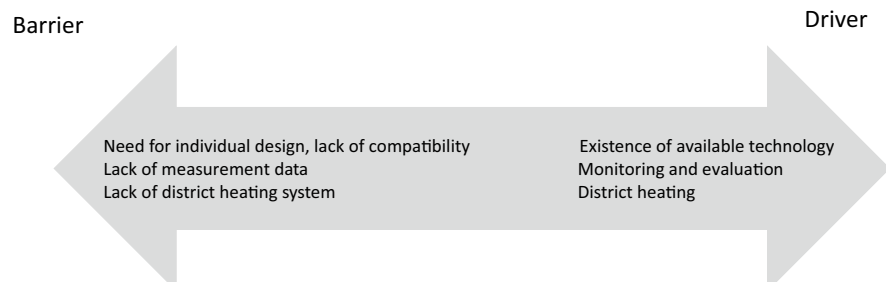 Barrier
Driver
Need for individual design, lack of compatibility
Lack of measurement data
Lack of district heating system
Existence of available technology
Monitoring and evaluation
District heating